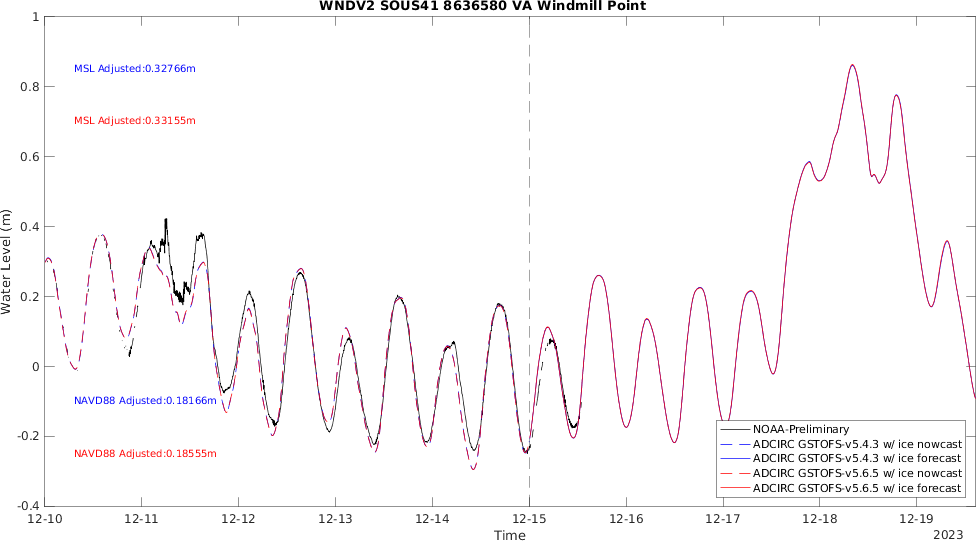 WNDV2 SOUS41 8636580 VA Windmill Point
1
0.8
0.6
0.4
0.2
0
-0.2
-0.4
Water Level (m)
MSL Adjusted:0.32766m
MSL Adjusted:0.33155m
NAVD88 Adjusted:0.18166m
NAVD88 Adjusted:0.18555m
NOAA-Preliminary
ADCIRC GSTOFS-v5.4.3 w/ ice nowcast
ADCIRC GSTOFS-v5.4.3 w/ ice forecast
ADCIRC GSTOFS-v5.6.5 w/ ice nowcast
ADCIRC GSTOFS-v5.6.5 w/ ice forecast
12-10 12-11 12-12 12-13 12-14 12-15 12-16 12-17 12-18 12-19
Time
2023